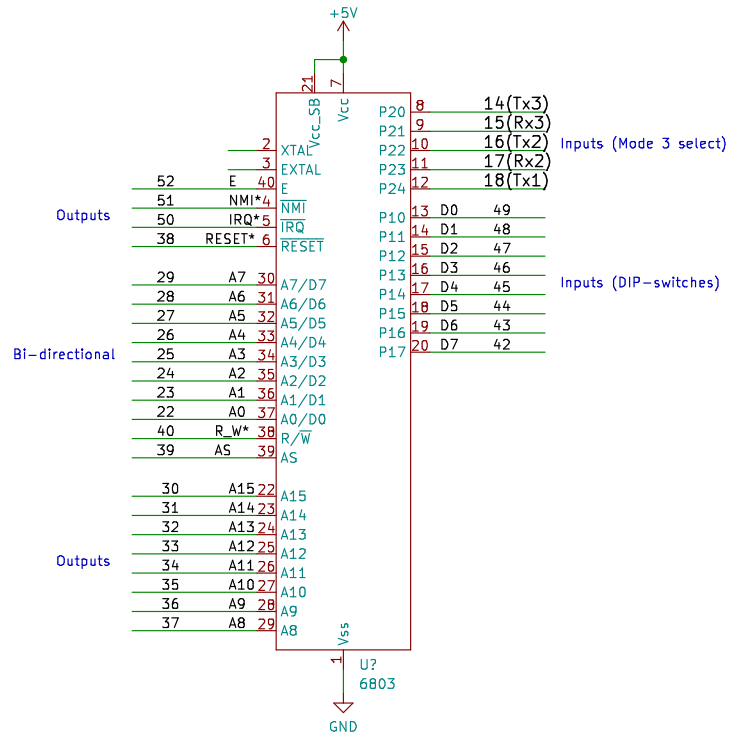 +5V
21 7
Vcc_SB Vcc
P20 8 14(Tx3)
P21 9 15(Rx3)
P22 10 16(Tx2)
P23 11 17(Rx2)
P24 12 18(Tx1)
Inputs (Mode 3 select)
2 XTAL
3 EXTAL
52 E 40 E
51 NMI* 4 NMI
50 IRQ* 5 IRQ
38 RESET* 6 RESET
Outputs
P10 13 D0 49
P11 14 D1 48
P12 15 D2 47
P13 16 D3 46
P14 17 D4 45
P15 18 D5 44
P16 19 D6 43
P17 20 D7 42
Inputs (DIP-switches)
29 A7 30 A7/D7
28 A6 31 A6/D6
27 A5 32 A5/D5
26 A4 33 A4/D4
25 A3 34 A3/D3
24 A2 35 A2/D2
23 A1 36 A1/D1
22 A0 37 A0/D0
40 R_W* 38 R/W
39 AS 39 AS
Bi-directional
30 A15 22 A15
31 A14 23 A14
32 A13 24 A13
33 A12 25 A12
34 A11 26 A11
35 A10 27 A10
36 A9 28 A9
37 A8 29 A8
Outputs
Vss
1
U?
6803
GND